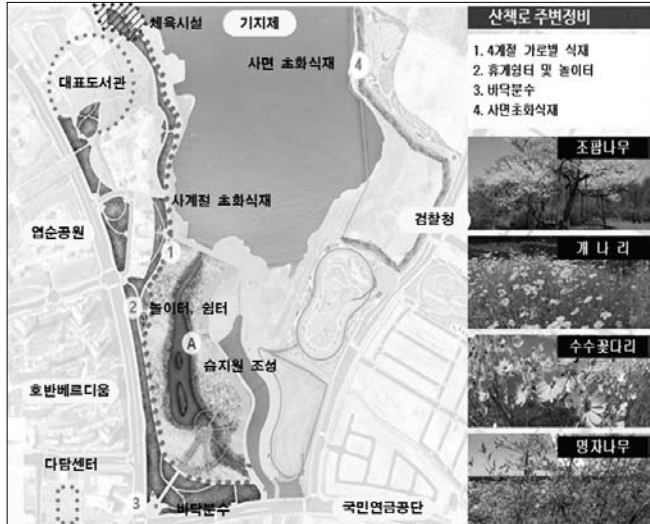 체육시설
기지제
대표도서관
사면 초화식재
4
사계절 초화식재
엽순공원
검찰청
1
2
놀이터, 쉼터
A
습지원 조성
호반베르디움
다담센터
3
바닥분수
국민연금공단
산책로 주변정비
1. 4계절 가로별 식재
2. 휴게쉼터 및 놀이터
3. 바닥분수
4. 사면초화식재
조팝나무
개 나 리
수수꽃다리
명자나무